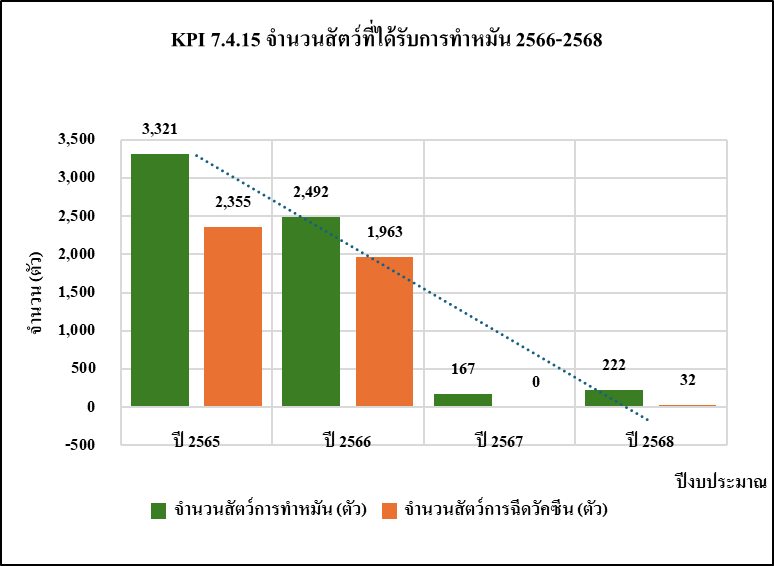 KPI 7.4.15 จำนวนสัตว์ที่ได้รับการทำหมัน 2566-2568
จำนวน (ตัว)
3,500
3,000
2,500
2,000
1,500
1,000
500
0
-500
3,321
2,355
2,492
1,963
167
0
222
32
ปี 2565
ปี 2566
ปี 2567
ปี 2568
ปีงบประมาณ
จำนวนสัตว์การทำหมัน (ตัว)
จำนวนสัตว์การฉีดวัคซีน (ตัว)